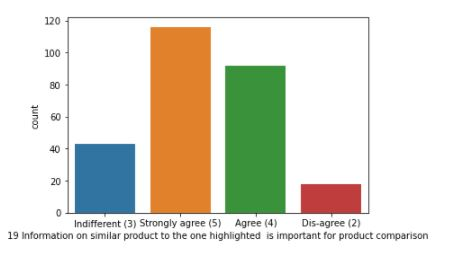 120
100
80
60
40
20
0
count
Indifferent (3) Strongly agree (5) Agree (4) Dis-agree (2)
19 Information on similar product to the one highlighted is important for product comparison